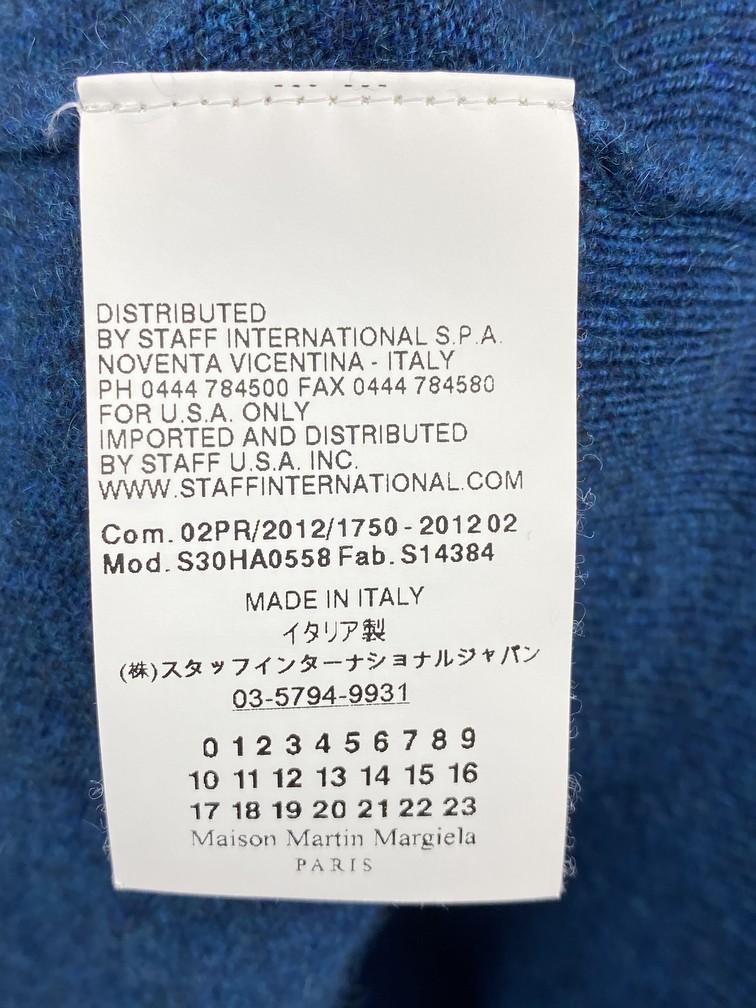 DISTRIBUTED
BY STAFF INTERNATIONAL S.P.A.
NOVENTA VICENTINA - ITALY
PH 0444 784500 FAX 0444 784580
FOR U.S.A. ONLY
IMPORTED AND DISTRIBUTED
BY STAFF U.S.A. INC.
WWW.STAFFINTERNATIONAL.COM
Com. 02PR/2012/1750 - 2012 02
Mod. S30HA0558 Fab. S14384
MADE IN ITALY
イタリア製
(株)スタッフインターナショナルジャパン
03-5794-9931
0 1 2 3 4 5 6 7 8 9
10 11 12 13 14 15 16
17 18 19 20 21 22 23
Maison Martin Margiela
PARIS